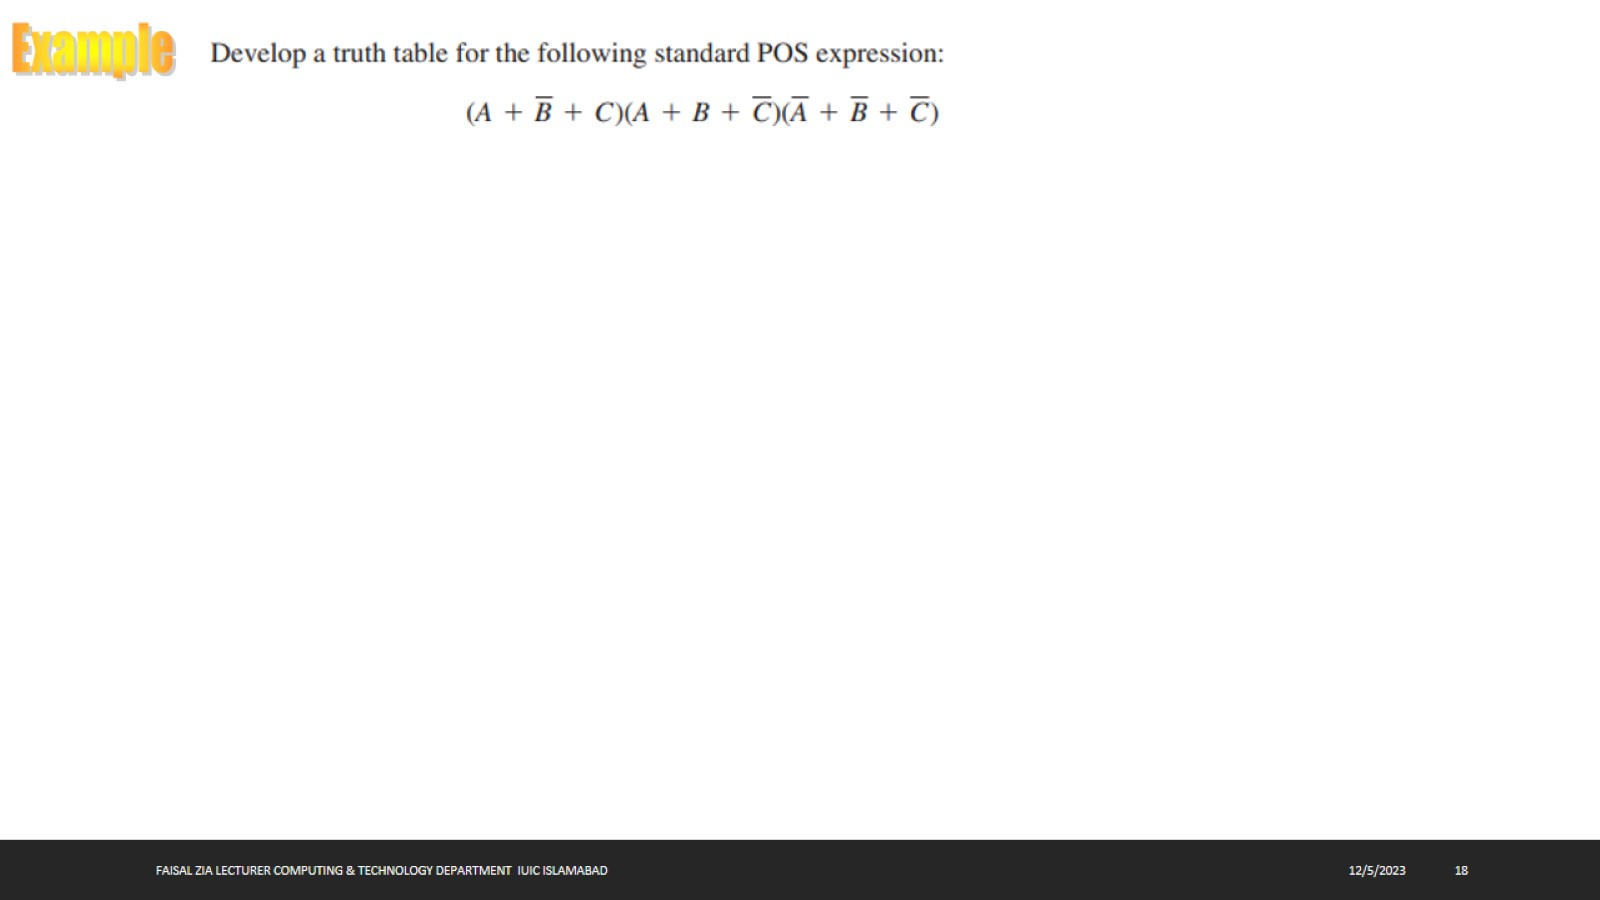 Example
Develop a truth table for the following standard POS expression:
(A + B̅ + C)(A + B + C̅)(A̅ + B̅ + C̅)
FAISAL ZIA LECTURER COMPUTING & TECHNOLOGY DEPARTMENT IUIC ISLAMABAD
12/5/2023
18